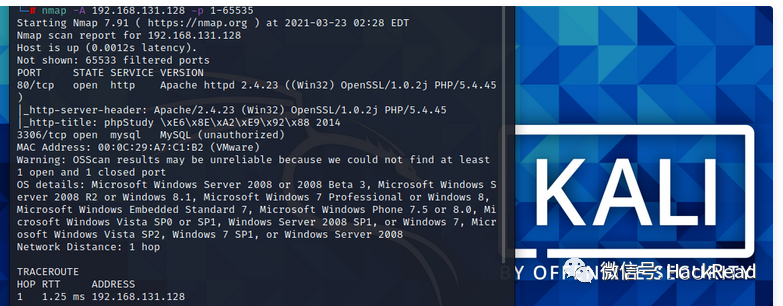 └─# nmap -A 192.168.131.128 -p 1-65535
Starting Nmap 7.91 ( https://nmap.org ) at 2021-03-23 02:28 EDT
Nmap scan report for 192.168.131.128
Host is up (0.0012s latency).
Not shown: 65533 filtered ports
PORT     STATE SERVICE VERSION
80/tcp   open  http    Apache httpd 2.4.23 ((Win32) OpenSSL/1.0.2j PHP/5.4.45
)
|_http-server-header: Apache/2.4.23 (Win32) OpenSSL/1.0.2j PHP/5.4.45
|_http-title: phpStudy \xE6\x8E\xA2\xE9\x92\x88 2014
3306/tcp open  mysql   MySQL (unauthorized)
MAC Address: 00:0C:29:A7:C1:B2 (VMware)
Warning: OSScan results may be unreliable because we could not find at least
1 open and 1 closed port
OS details: Microsoft Windows Server 2008 or 2008 Beta 3, Microsoft Windows S
erver 2008 R2 or Windows 8.1, Microsoft Windows 7 Professional or Windows 8,
Microsoft Windows Embedded Standard 7, Microsoft Windows Phone 7.5 or 8.0, Mi
crosoft Windows Vista SP0 or SP1, Windows Server 2008 SP1, or Windows 7, Micr
osoft Windows Vista SP2, Windows 7 SP1, or Windows Server 2008
Network Distance: 1 hop
TRACEROUTE
HOP RTT     ADDRESS
1   1.25 ms 192.168.131.128
KALI
BY OFFENSIVE SECURITY
微信号: HackRead